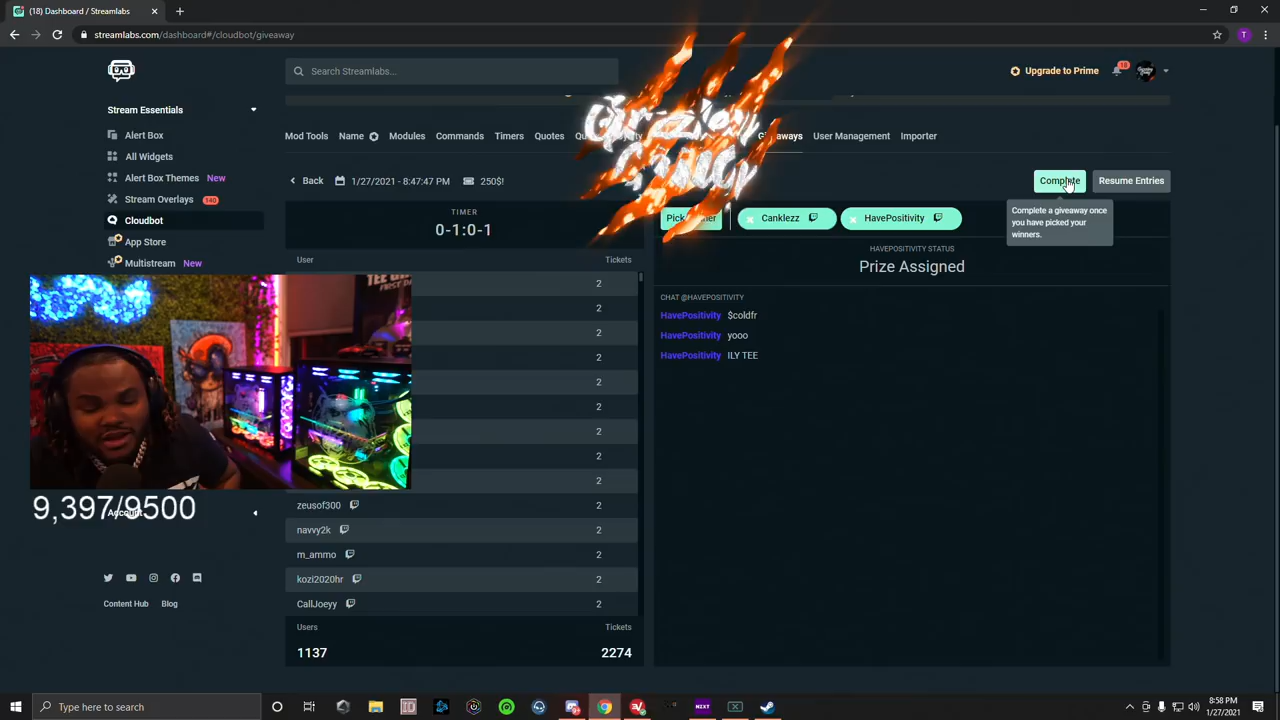 (18) Dashboard / Streamlabs
streamlabs.com/dashboard#/cloudbot/giveaway
T
Search Streamlabs...
Upgrade to Prime
18
Stream Essentials
Alert Box
All Widgets
Alert Box Themes New
Stream Overlays 140
Cloudbot
App Store
Multistream New
Mod Tools Name Modules Commands Timers Quotes User Management Importer
Back 1/27/2021 - 8:47:47 PM 250$!
Complete Resume Entries
Complete a giveaway once
you have picked your
winners.
TIMER
0-1:0-1
Canklezz HavePositivity
HAVEPOSITIVITY STATUS
Prize Assigned
User Tickets
2
2
2
2
2
2
2
2
2
zeusof300 2
navvy2k 2
m_ammo 2
kozi2020hr 2
CallJoeyy 2
CHAT @HAVEPOSITIVITY
HavePositivity $coldfr
HavePositivity yooo
HavePositivity ILY TEE
9,397/9500
Account
Content Hub Blog
Users Tickets
1137 2274
Type here to search
NZXT
8:58 PM
1/27/2021